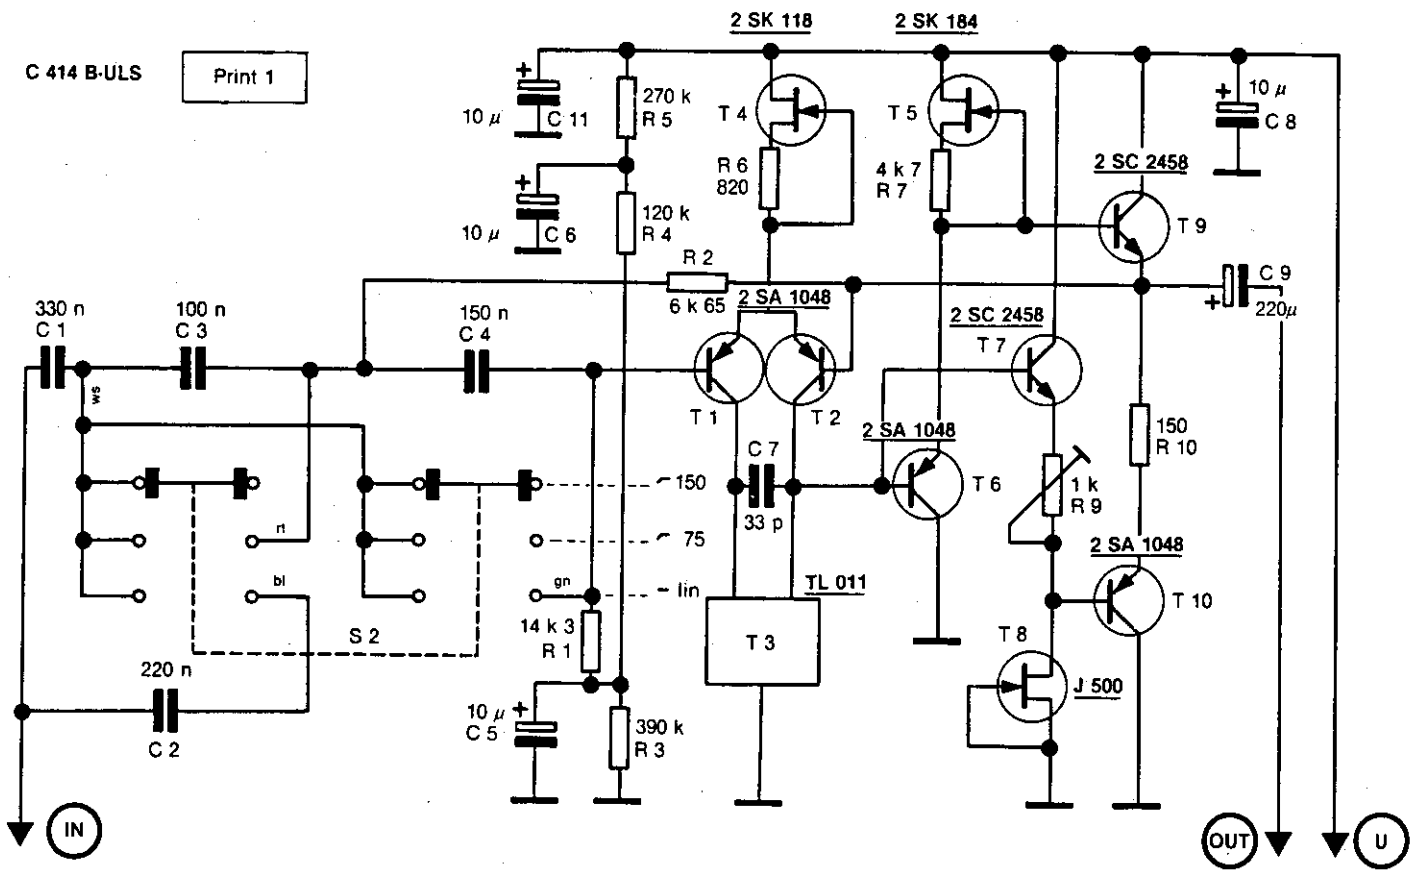 2 SK 118
2 SK 184
C 414 B-ULS
Print 1
+
10 µ
C 11
270 k
R 5
T 4
T 5
+
10 µ
C 8
R 6
820
4 k 7
R 7
2 SC 2458
+
10 µ
C 6
120 k
R 4
T 9
R 2
6 k 65
C 9
+
220µ
330 n
C 1
100 n
C 3
150 n
C 4
2 SA 1048
2 SC 2458
T 7
ws
T 1
T 2
2 SA 1048
150
R 10
C 7
33 p
T 6
1 k
R 9
150
rt
75
2 SA 1048
bl
gn
lin
TL 011
T 10
S 2
14 k 3
R 1
T 3
T 8
J 500
220 n
C 2
10 µ
+
C 5
390 k
R 3
IN
OUT
U